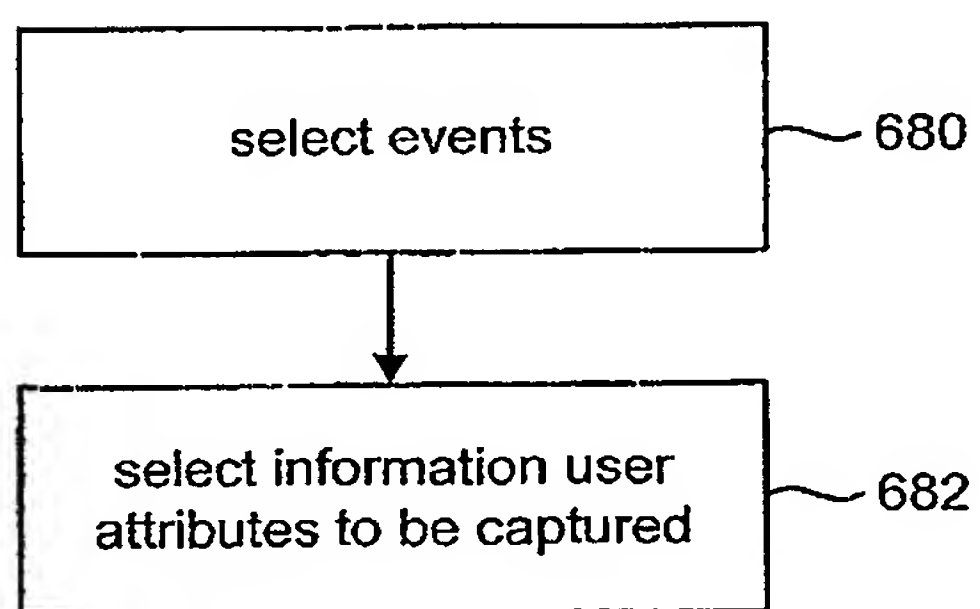 select events
680
select information user
attributes to be captured
682